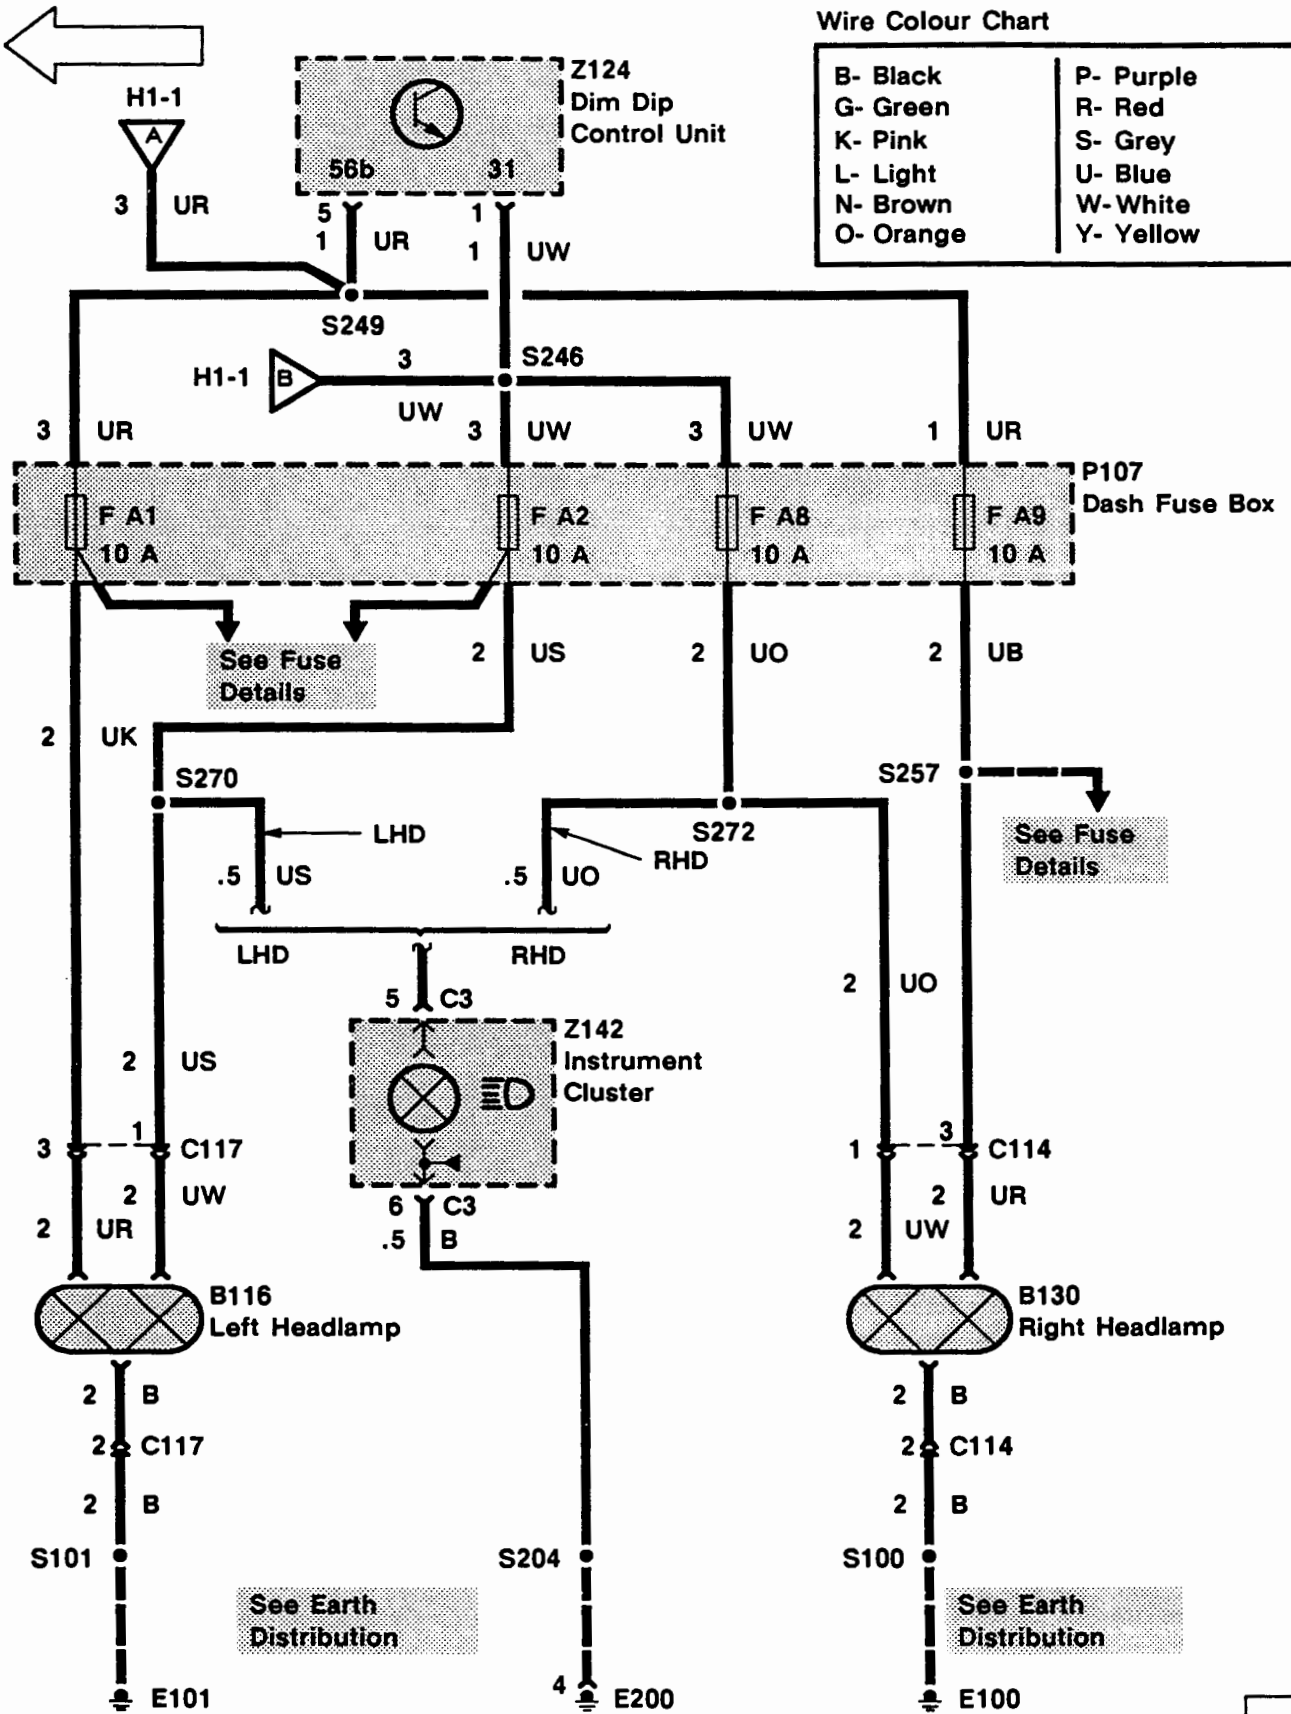 Wire Colour Chart
B- Black
G- Green
K- Pink
L- Light
N- Brown
O- Orange
P- Purple
R- Red
S- Grey
U- Blue
W- White
Y- Yellow
H1-1
A
3 UR
Z124
Dim Dip
Control Unit
56b 31
5 1
1 UR 1 UW
S249
H1-1 B 3 S246
UW
3 UR 3 UW 3 UW 1 UR
P107
Dash Fuse Box
F A1 F A2 F A8 F A9
10 A 10 A 10 A 10 A
See Fuse
Details
2 US 2 UO 2 UB
2 UK
S270 S257
LHD S272
RHD
See Fuse
Details
.5 US .5 UO
LHD RHD
2 UO
5 C3
Z142
Instrument
Cluster
2 US
3 1 C117 1 3 C114
2 UW 2 UR
2 UR 2 UW
6 C3
.5 B
B116
Left Headlamp
B130
Right Headlamp
2 B 2 B
2 C117 2 C114
2 B 2 B
S101 S204 S100
See Earth
Distribution
See Earth
Distribution
E101 4 E200 E100